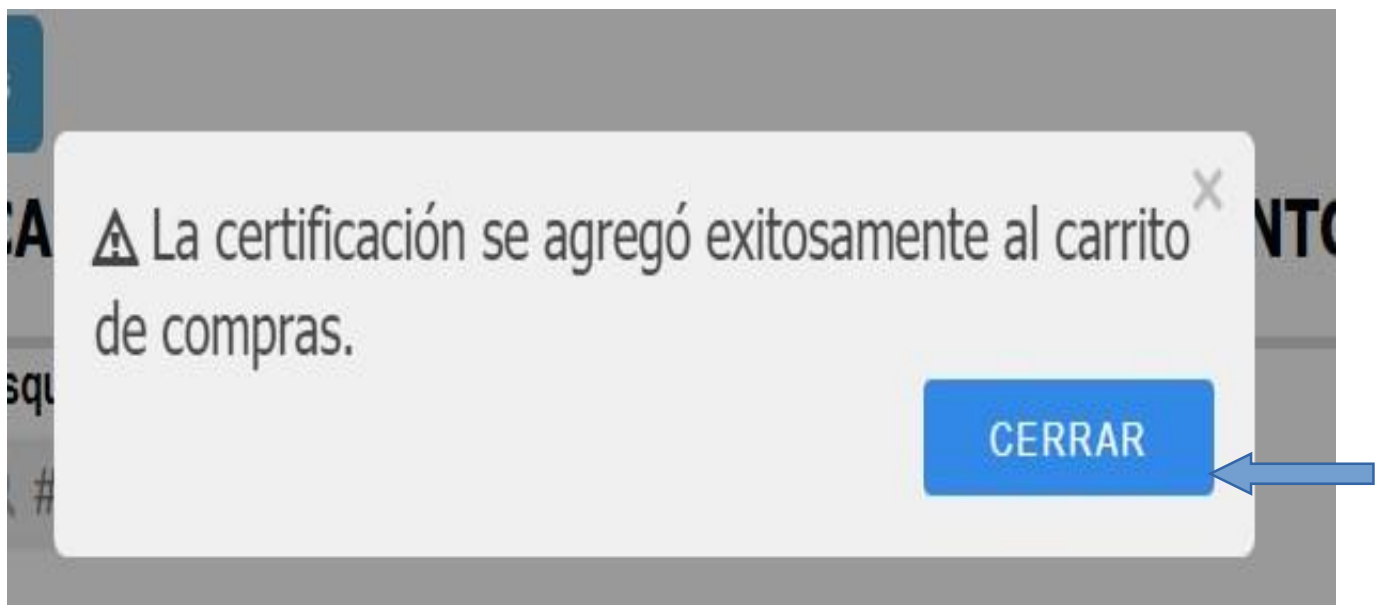 ⚠ La certificación se agregó exitosamente al carrito
de compras.
CERRAR